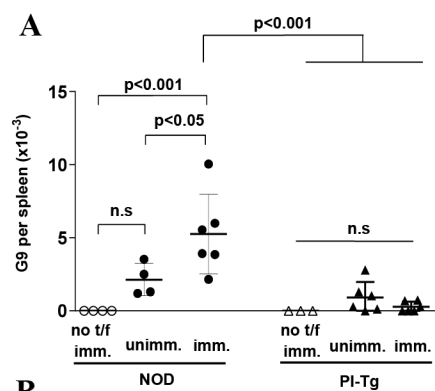 A
p<0.001
p<0.001
p<0.05
n.s
n.s
G9 per spleen (x10-3)
15
10
5
0
no t/f
imm.
unimm.
imm.
no t/f
imm.
unimm.
imm.
NOD
PI-Tg
B